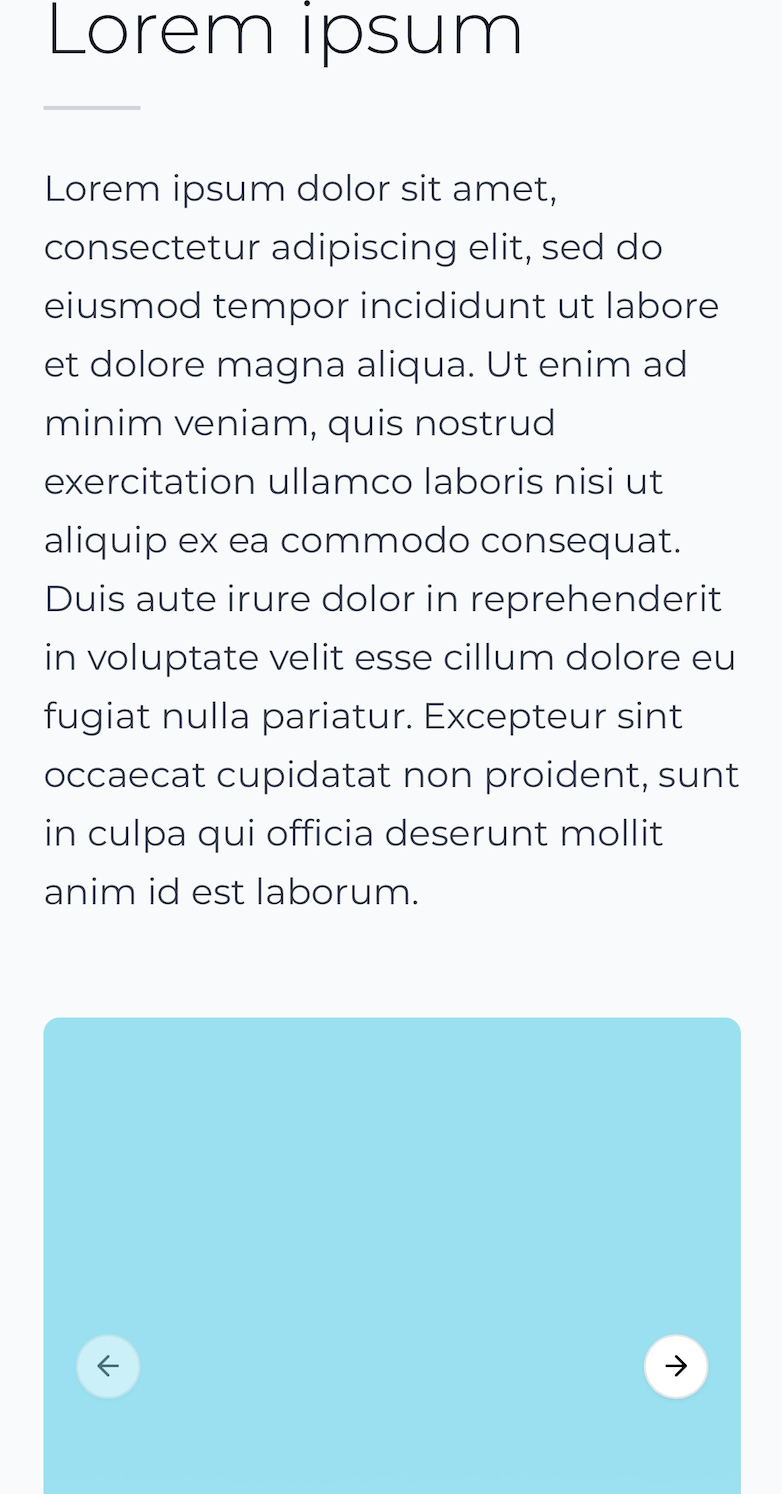 Lorem ipsum
Lorem ipsum dolor sit amet,
consectetur adipiscing elit, sed do
eiusmod tempor incididunt ut labore
et dolore magna aliqua. Ut enim ad
minim veniam, quis nostrud
exercitation ullamco laboris nisi ut
aliquip ex ea commodo consequat.
Duis aute irure dolor in reprehenderit
in voluptate velit esse cillum dolore eu
fugiat nulla pariatur. Excepteur sint
occaecat cupidatat non proident, sunt
in culpa qui officia deserunt mollit
anim id est laborum.